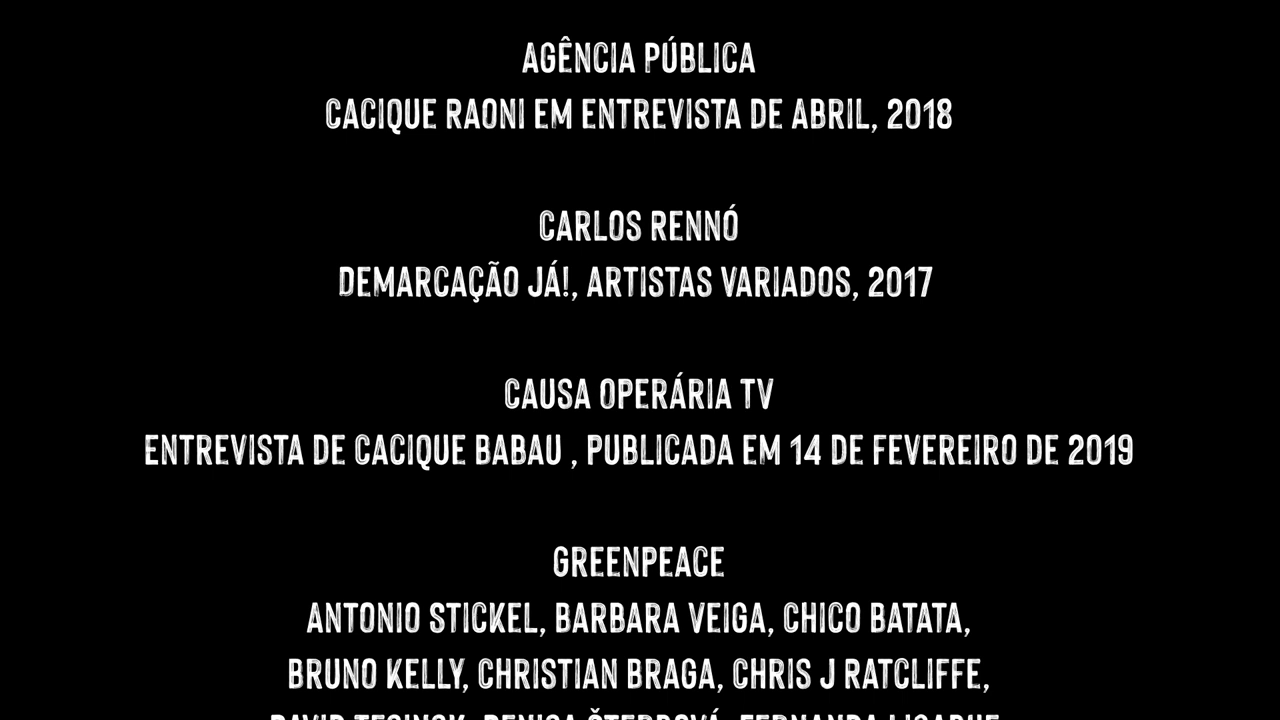 AGÊNCIA PÚBLICA
CACIQUE RAONI EM ENTREVISTA DE ABRIL, 2018
CARLOS RENNÓ
DEMARCAÇÃO JÁ!, ARTISTAS VARIADOS, 2017
CAUSA OPERÁRIA TV
ENTREVISTA DE CACIQUE BABAU , PUBLICADA EM 14 DE FEVEREIRO DE 2019
GREENPEACE
ANTONIO STICKEL, BARBARA VEIGA, CHICO BATATA,
BRUNO KELLY, CHRISTIAN BRAGA, CHRIS J RATCLIFFE,